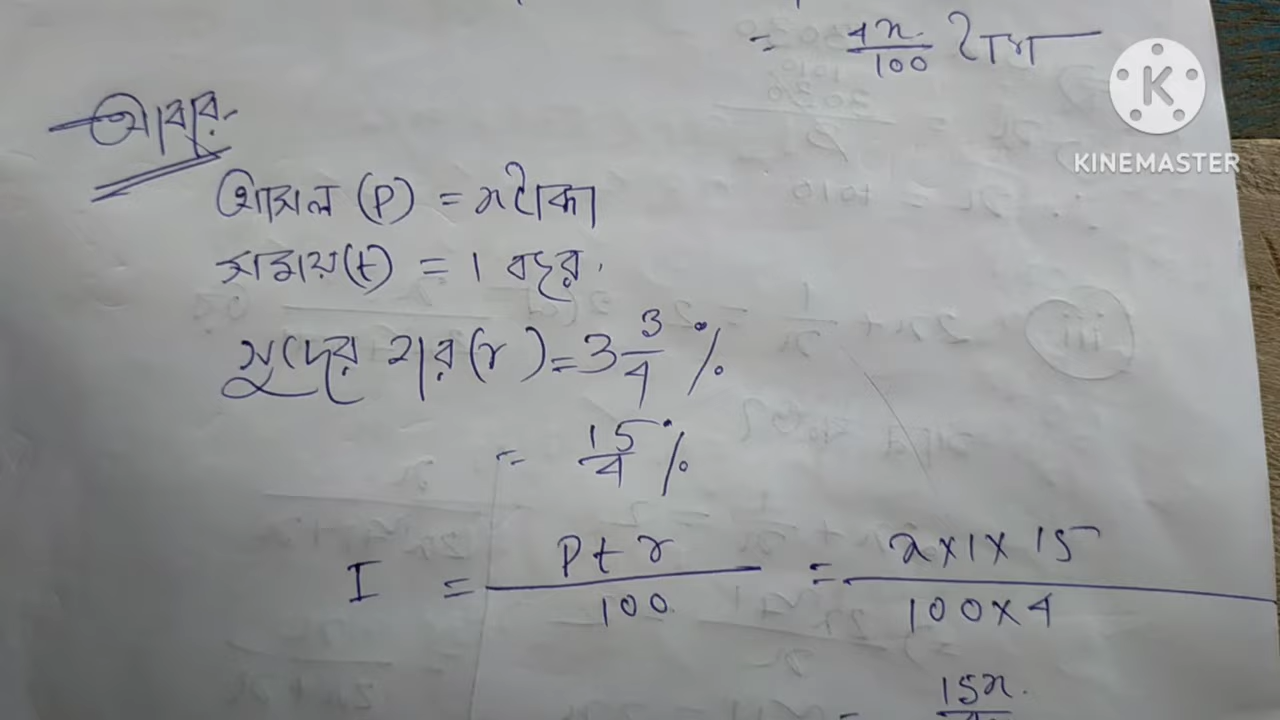 = 4x/100 টাকা
আবার,
আসল (P) = x টাকা
সময় (t) = 1 বছর
সুদের হার (r) = 3 3/4 %
= 15/4 %
I = Ptr/100 = x×1×15/100×4
15x
=
K
KINEMASTER